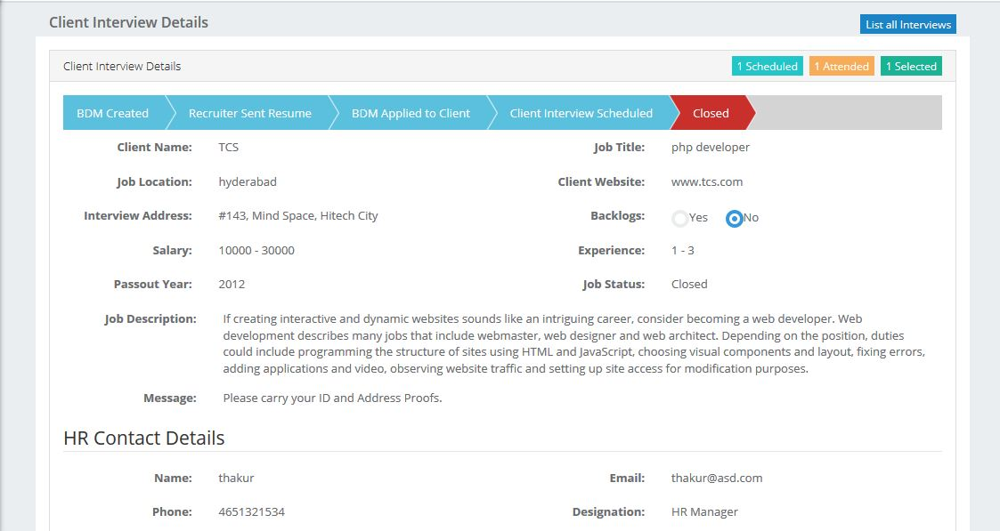 Client Interview Details
List all Interviews
Client Interview Details
1 Scheduled 1 Attended 1 Selected
BDM Created Recruiter Sent Resume BDM Applied to Client Client Interview Scheduled Closed
Client Name: TCS Job Title: php developer
Job Location: hyderabad Client Website: www.tcs.com
Interview Address: #143, Mind Space, Hitech City Backlogs: Yes No
Salary: 10000 - 30000 Experience: 1 - 3
Passout Year: 2012 Job Status: Closed
Job Description: If creating interactive and dynamic websites sounds like an intriguing career, consider becoming a web developer. Web
development describes many jobs that include webmaster, web designer and web architect. Depending on the position, duties
could include programming the structure of sites using HTML and JavaScript, choosing visual components and layout, fixing errors,
adding applications and video, observing website traffic and setting up site access for modification purposes.
Message: Please carry your ID and Address Proofs.
HR Contact Details
Name: thakur Email: thakur@asd.com
Phone: 4651321534 Designation: HR Manager